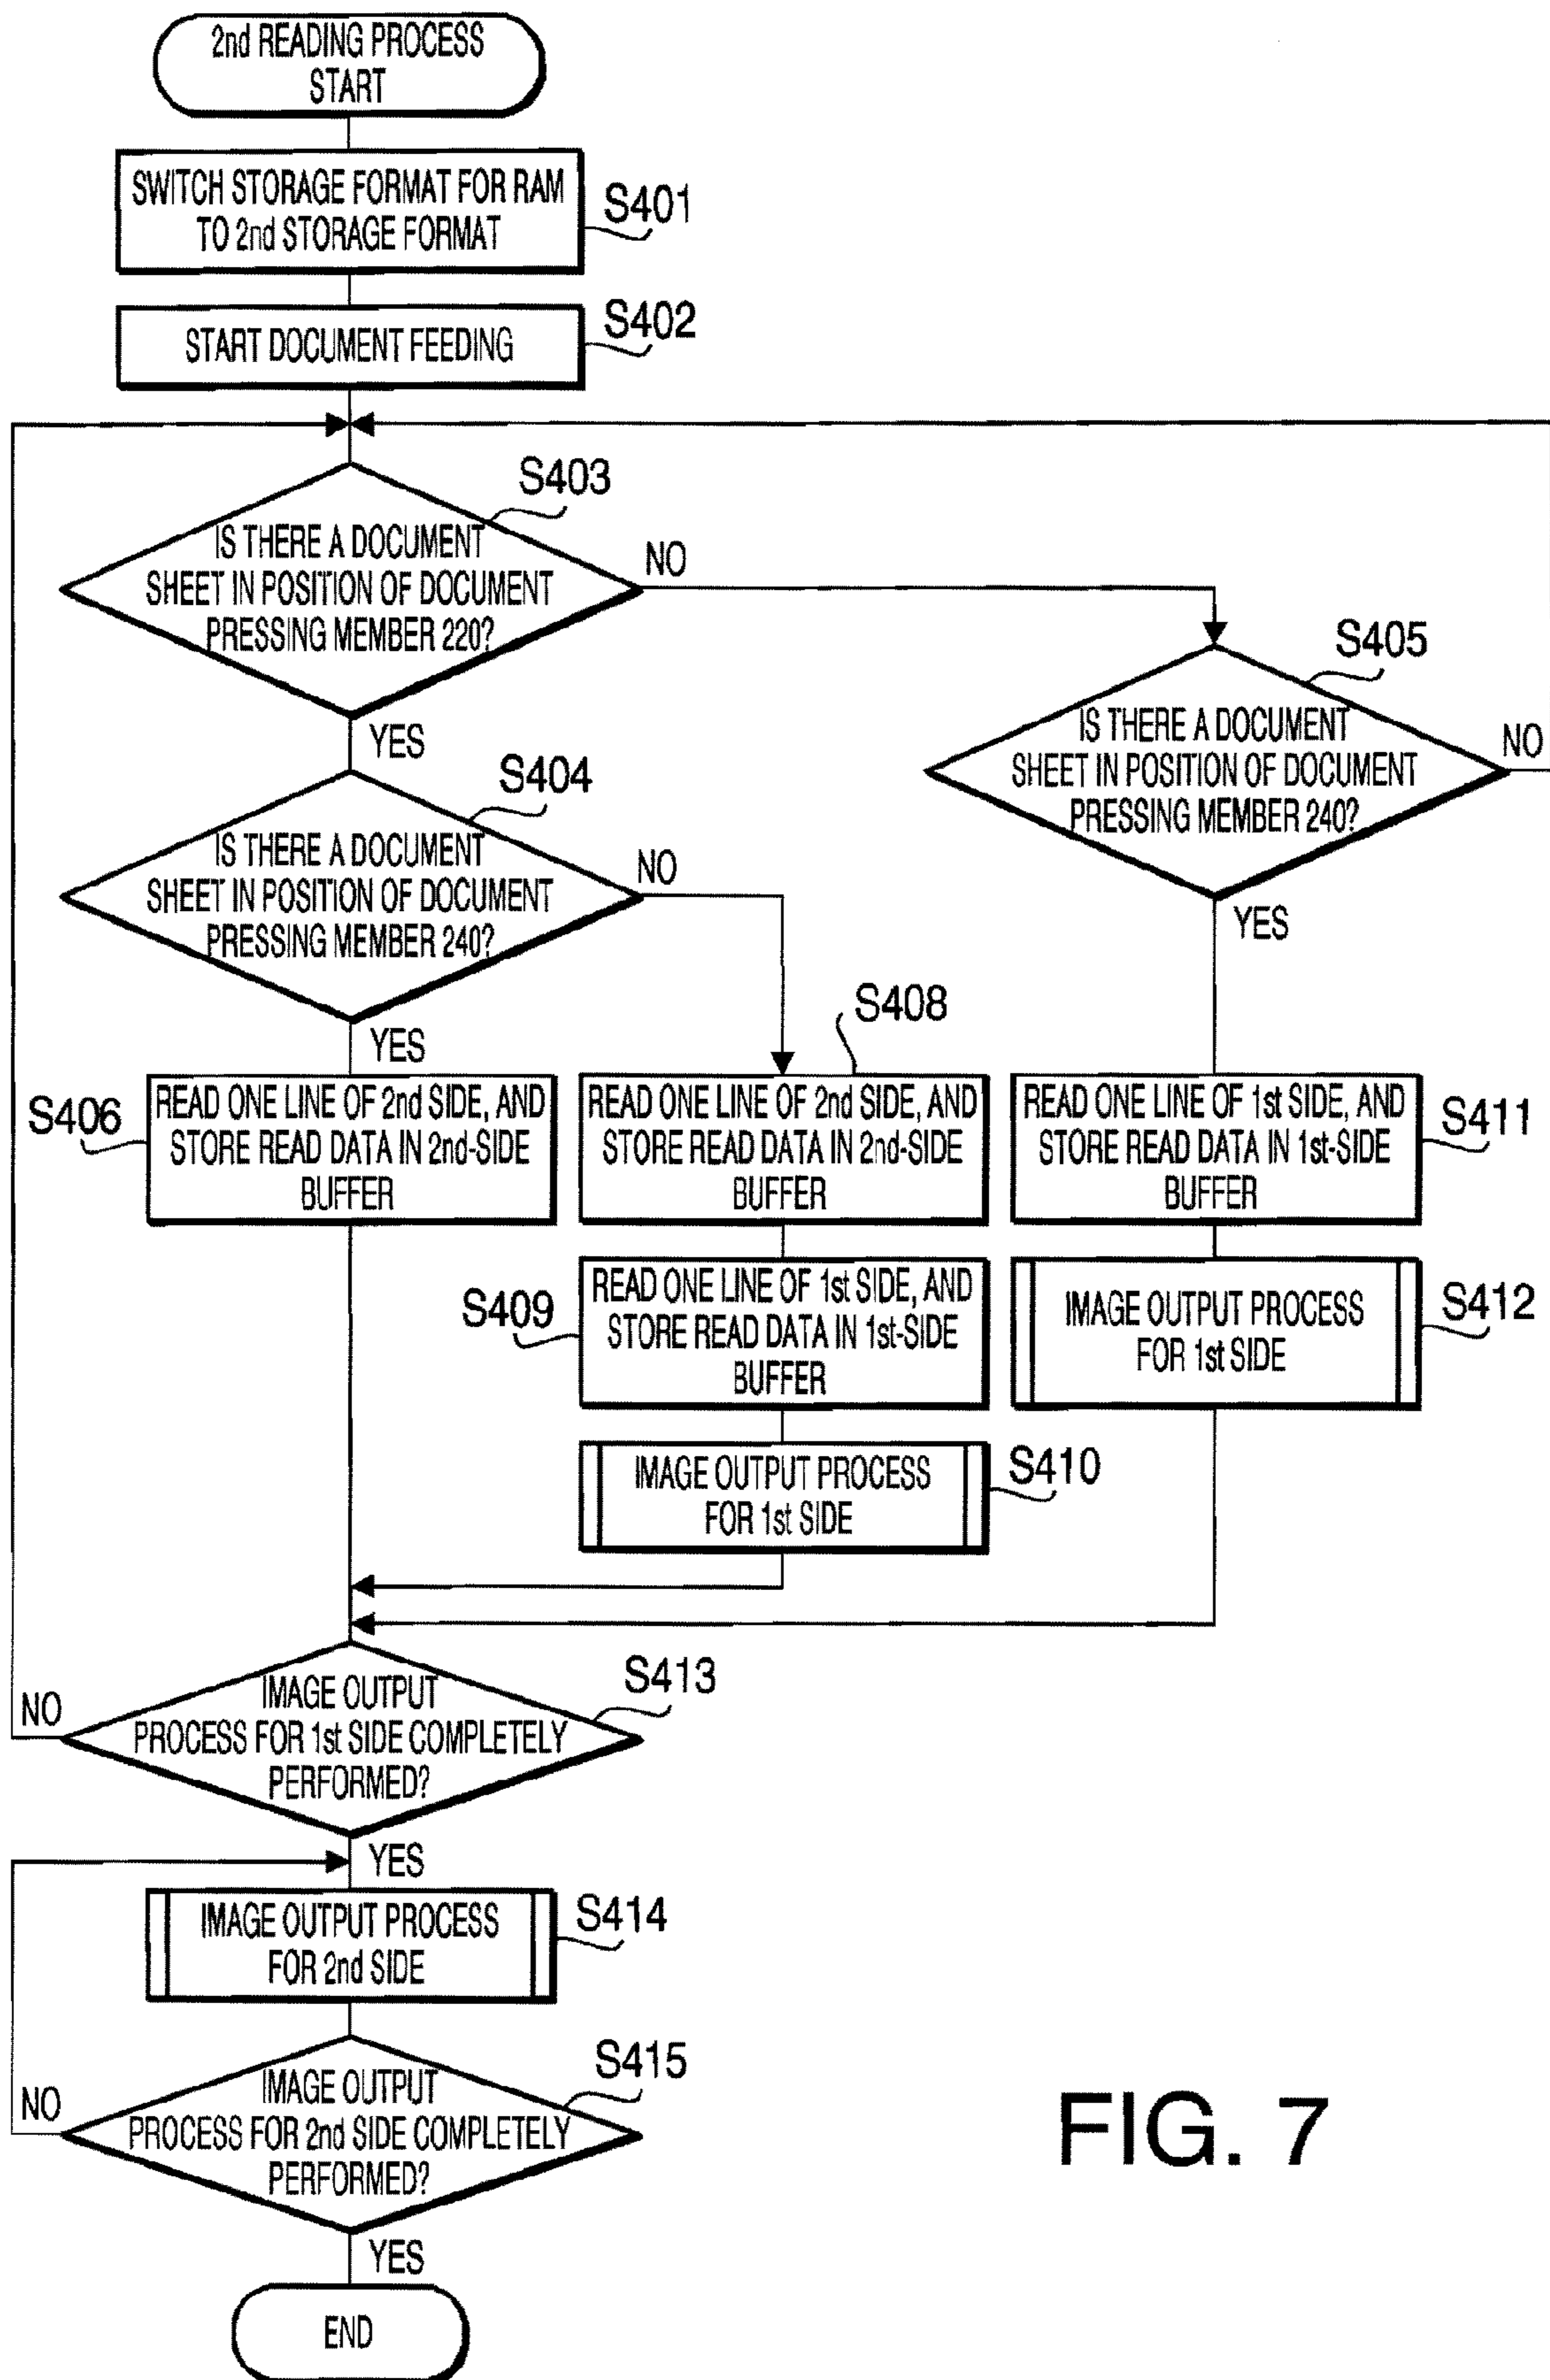 2nd READING PROCESS
START
SWITCH STORAGE FORMAT FOR RAM
TO 2nd STORAGE FORMAT
S401
START DOCUMENT FEEDING
S402
S403
IS THERE A DOCUMENT
SHEET IN POSITION OF DOCUMENT
PRESSING MEMBER 220?
NO
YES
S405
IS THERE A DOCUMENT
SHEET IN POSITION OF DOCUMENT
PRESSING MEMBER 240?
NO
YES
S404
IS THERE A DOCUMENT
SHEET IN POSITION OF DOCUMENT
PRESSING MEMBER 240?
NO
YES
S406
READ ONE LINE OF 2nd SIDE, AND
STORE READ DATA IN 2nd-SIDE
BUFFER
S408
READ ONE LINE OF 2nd SIDE, AND
STORE READ DATA IN 2nd-SIDE
BUFFER
S411
READ ONE LINE OF 1st SIDE, AND
STORE READ DATA IN 1st-SIDE
BUFFER
S409
READ ONE LINE OF 1st SIDE, AND
STORE READ DATA IN 1st-SIDE
BUFFER
S412
IMAGE OUTPUT PROCESS
FOR 1st SIDE
S410
IMAGE OUTPUT PROCESS
FOR 1st SIDE
S413
IMAGE OUTPUT
PROCESS FOR 1st SIDE COMPLETELY
PERFORMED?
NO
YES
S414
IMAGE OUTPUT PROCESS
FOR 2nd SIDE
S415
IMAGE OUTPUT
PROCESS FOR 2nd SIDE COMPLETELY
PERFORMED?
NO
YES
END
FIG. 7